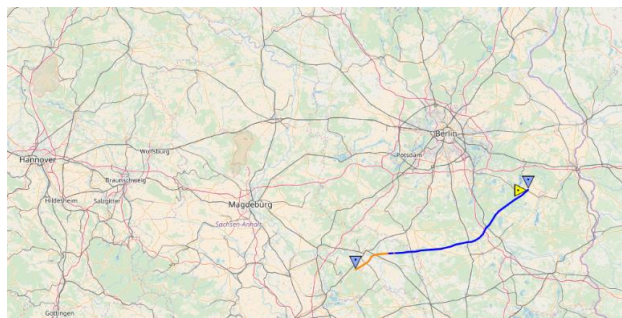 Berlin
Wolfsburg
Hannover
Potsdam
Braunschweig
Hildesheim
Salzgitter
Magdeburg
Sachsen-Anhalt
Göttingen